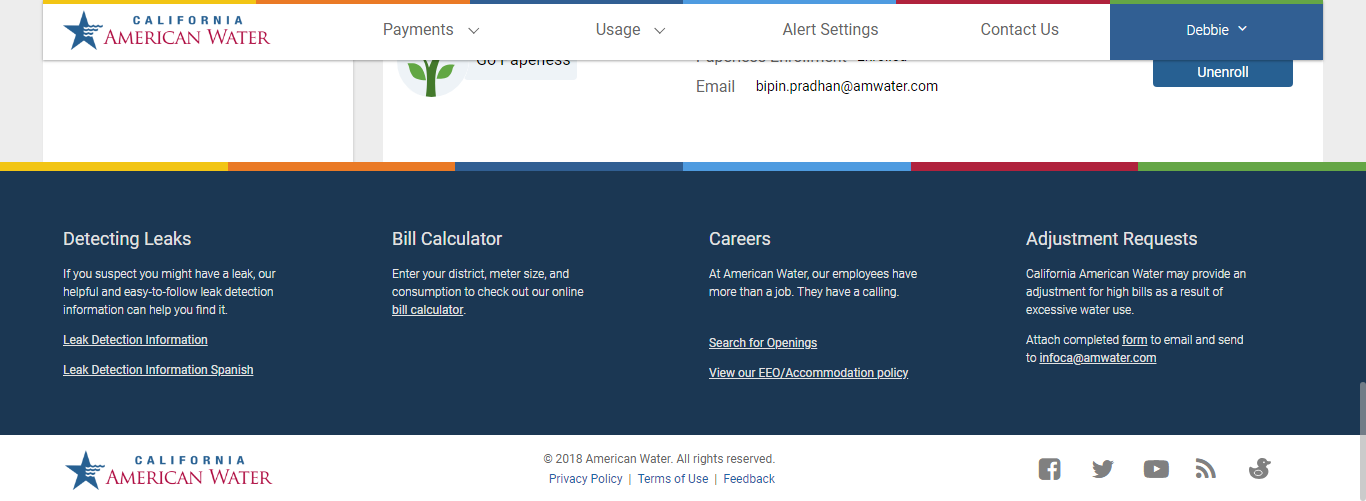 CALIFORNIA
AMERICAN WATER
Payments
Usage
Alert Settings
Contact Us
Debbie
Go Paperless
Paperless Enrollment Enrolled
Unenroll
Email bipin.pradhan@amwater.com
Detecting Leaks
If you suspect you might have a leak, our
helpful and easy-to-follow leak detection
information can help you find it.
Leak Detection Information
Leak Detection Information Spanish
Bill Calculator
Enter your district, meter size, and
consumption to check out our online
bill calculator.
Careers
At American Water, our employees have
more than a job. They have a calling.
Search for Openings
View our EEO/Accommodation policy
Adjustment Requests
California American Water may provide an
adjustment for high bills as a result of
excessive water use.
Attach completed form to email and send
to infoca@amwater.com
CALIFORNIA
AMERICAN WATER
© 2018 American Water. All rights reserved.
Privacy Policy | Terms of Use | Feedback